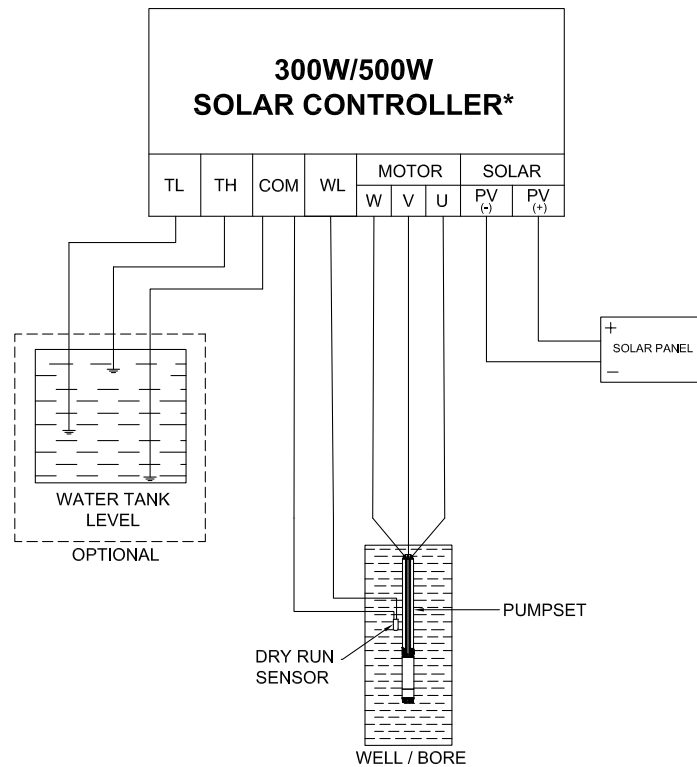 300W/500W
SOLAR CONTROLLER*
TL TH COM WL MOTOR SOLAR
W V U PV (-) PV (+)
+
SOLAR PANEL
−
WATER TANK
LEVEL
OPTIONAL
PUMPSET
DRY RUN
SENSOR
WELL / BORE